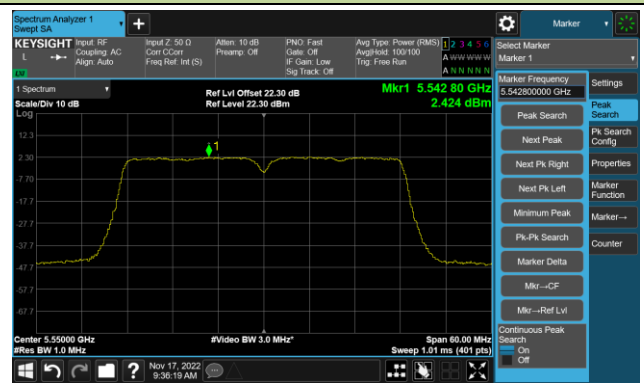 Spectrum Analyzer 1
Swept SA
Marker
KEYSIGHT
L
Input: RF
Coupling: AC
Align: Auto
Input Z: 50 Ω
Corr CCorr
Freq Ref: Int (S)
Atten: 10 dB
Preamp: Off
PNO: Fast
Gate: Off
IF Gain: Low
Sig Track: Off
Avg Type: Power (RMS)
Avg|Hold: 100/100
Trig: Free Run
1 2 3 4 5 6
A WW WW W
A N N N N N
Select Marker
Marker 1
1 Spectrum
Scale/Div 10 dB
Log
Ref Lvl Offset 22.30 dB
Ref Level 22.30 dBm
Mkr1 5.542 80 GHz
2.424 dBm
12.3
2.30
-7.70
-17.7
-27.7
-37.7
-47.7
-57.7
-67.7
1
Center 5.55000 GHz
#Res BW 1.0 MHz
#Video BW 3.0 MHz*
Span 60.00 MHz
Sweep 1.01 ms (401 pts)
Marker Frequency
5.542800000 GHz
Peak Search
Next Peak
Next Pk Right
Next Pk Left
Minimum Peak
Pk-Pk Search
Marker Delta
Mkr→CF
Mkr→Ref Lvl
Continuous Peak
Search
On
Off
Settings
Peak
Search
Pk Search
Config
Properties
Marker
Function
Marker→
Counter
?
Nov 17, 2022
9:36:19 AM